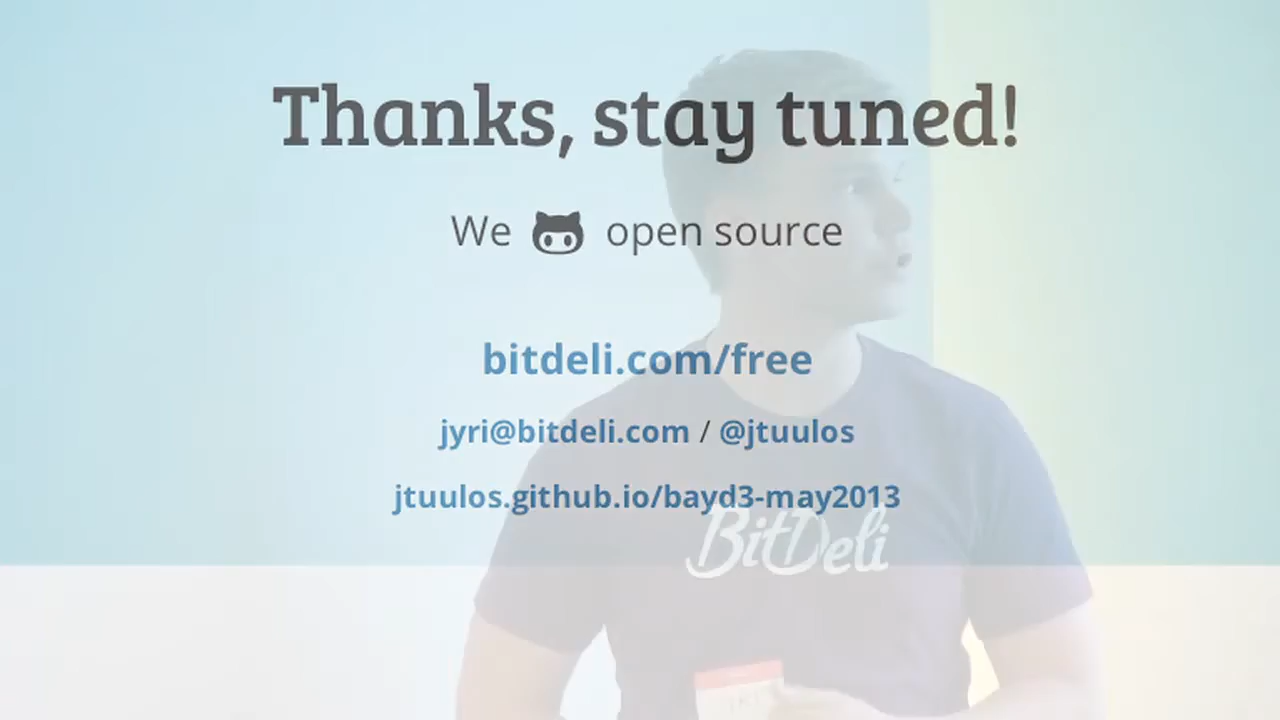 Thanks, stay tuned!
We open source
bitdeli.com/free
jyri@bitdeli.com / @jtuulos
jtuulos.github.io/bayd3-may2013
BitDeli